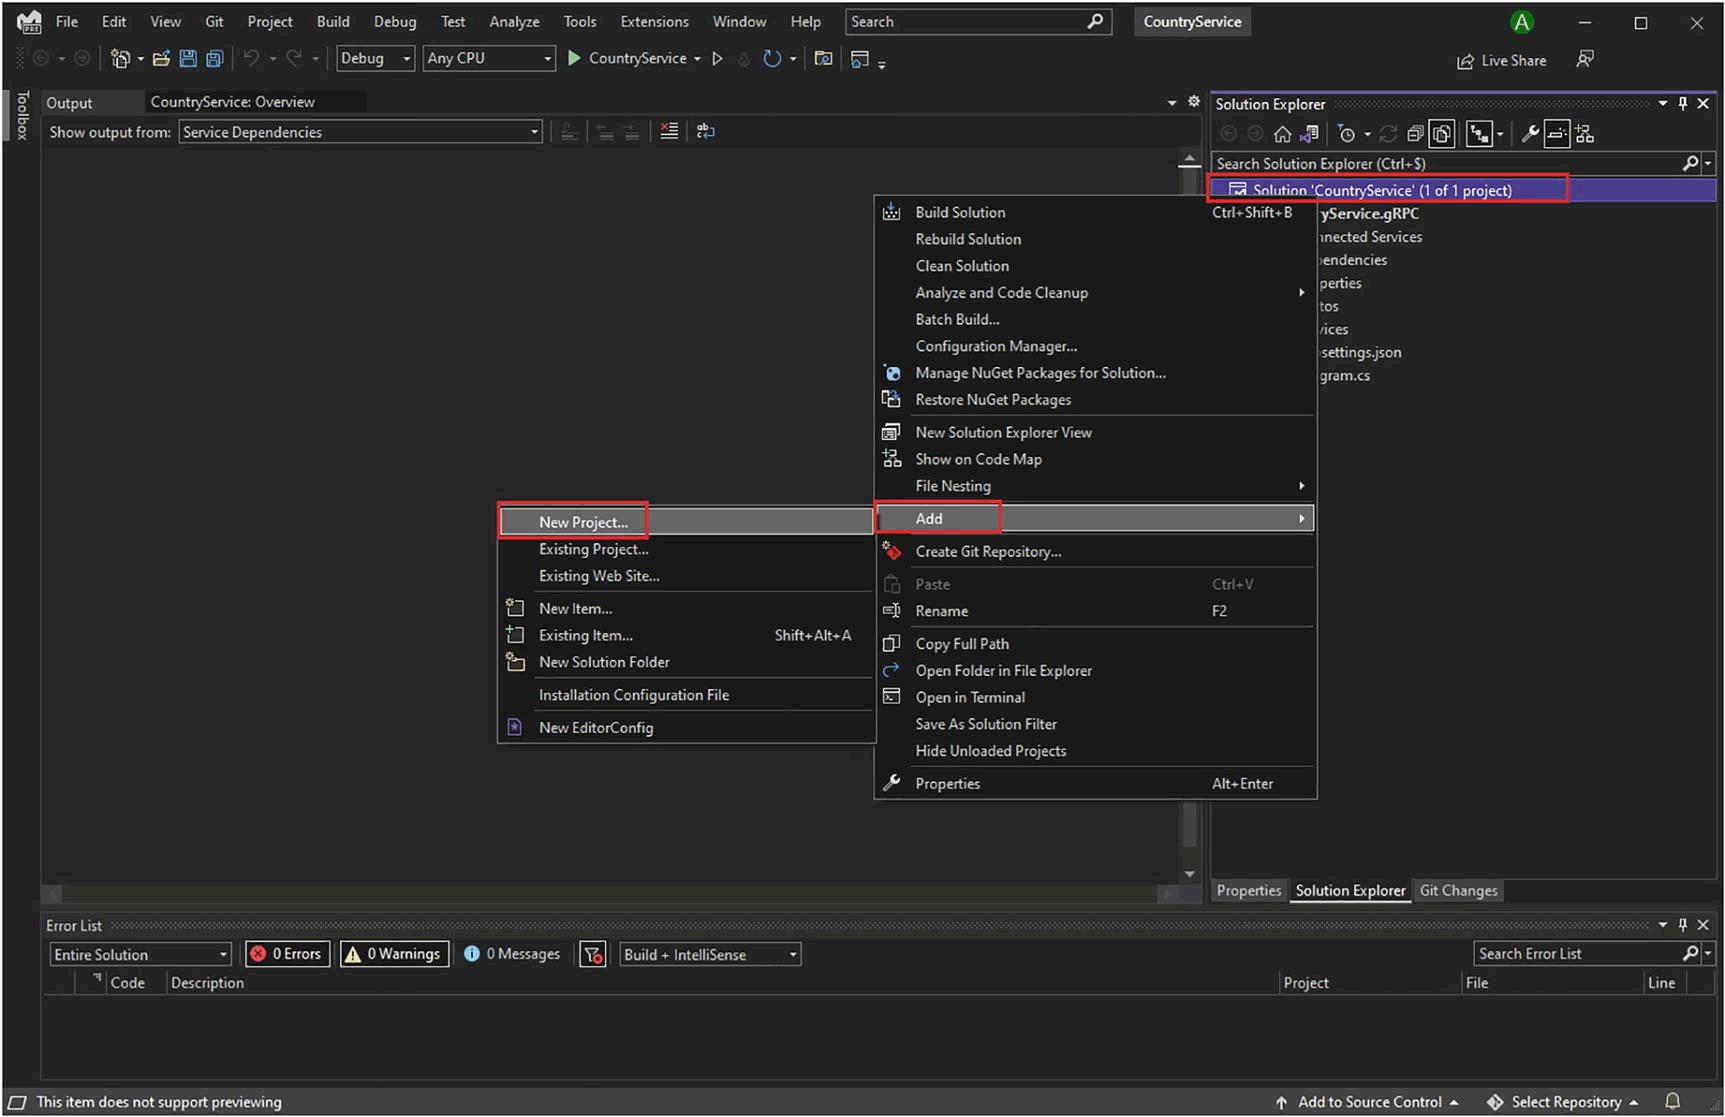 File Edit View Git Project Build Debug Test Analyze Tools Extensions Window Help Search CountryService A
PRE
Debug Any CPU CountryService Live Share
Toolbox
Output CountryService: Overview
Show output from: Service Dependencies
Solution Explorer
Search Solution Explorer (Ctrl+$)
Solution 'CountryService' (1 of 1 project)
yService.gRPC
nnected Services
endencies
perties
tos
vices
settings.json
gram.cs
Build Solution Ctrl+Shift+B
Rebuild Solution
Clean Solution
Analyze and Code Cleanup
Batch Build...
Configuration Manager...
Manage NuGet Packages for Solution...
Restore NuGet Packages
New Solution Explorer View
Show on Code Map
File Nesting
Add
Create Git Repository...
Paste Ctrl+V
Rename F2
Copy Full Path
Open Folder in File Explorer
Open in Terminal
Save As Solution Filter
Hide Unloaded Projects
Properties Alt+Enter
New Project...
Existing Project...
Existing Web Site...
New Item...
Existing Item... Shift+Alt+A
New Solution Folder
Installation Configuration File
New EditorConfig
Properties Solution Explorer Git Changes
Error List
Entire Solution 0 Errors 0 Warnings 0 Messages Build + IntelliSense Search Error List
Code Description Project File Line
This item does not support previewing Add to Source Control Select Repository